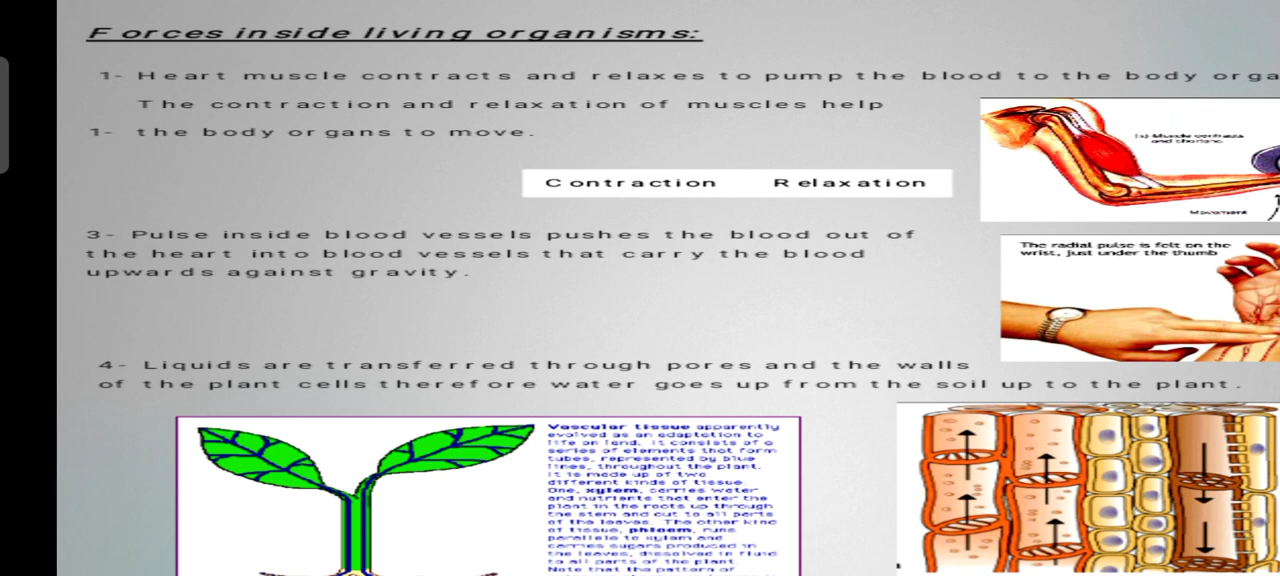 Forces inside living organisms:
1- Heart muscle contracts and relaxes to pump the blood to the body orga
The contraction and relaxation of muscles help
1- the body organs to move.
(a) Muscle contracts
and shortens.
Contraction Relaxation
Movement
3- Pulse inside blood vessels pushes the blood out of
the heart into blood vessels that carry the blood
upwards against gravity.
The radial pulse is felt on the
wrist, just under the thumb
4- Liquids are transferred through pores and the walls
of the plant cells therefore water goes up from the soil up to the plant.
Vascular tissue apparently
evolved as an adaptation to
life on land. It consists of a
series of elements that form
tubes, represented by blue
lines, throughout the plant.
It is made up of two
different kinds of tissue.
One, xylem, carries water
and nutrients that enter the
plant in the roots up through
the stem and out to all parts
of the leaves. The other kind
of tissue, phloem, runs
parallele to xylem and
carries sugars produced in
the leaves, dissolved in fluid
to all parts of the plant.
Note that the pattern of